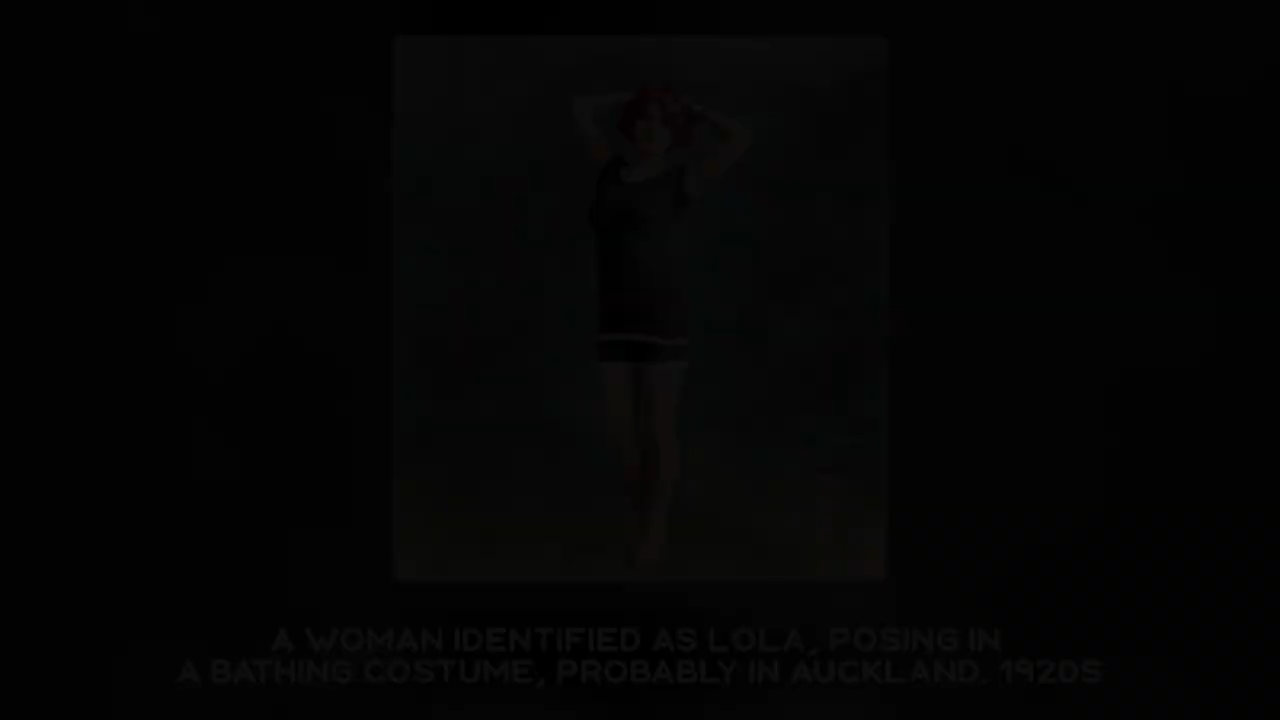 A WOMAN IDENTIFIED AS LOLA, POSING IN
A BATHING COSTUME, PROBABLY IN AUCKLAND. 1920S